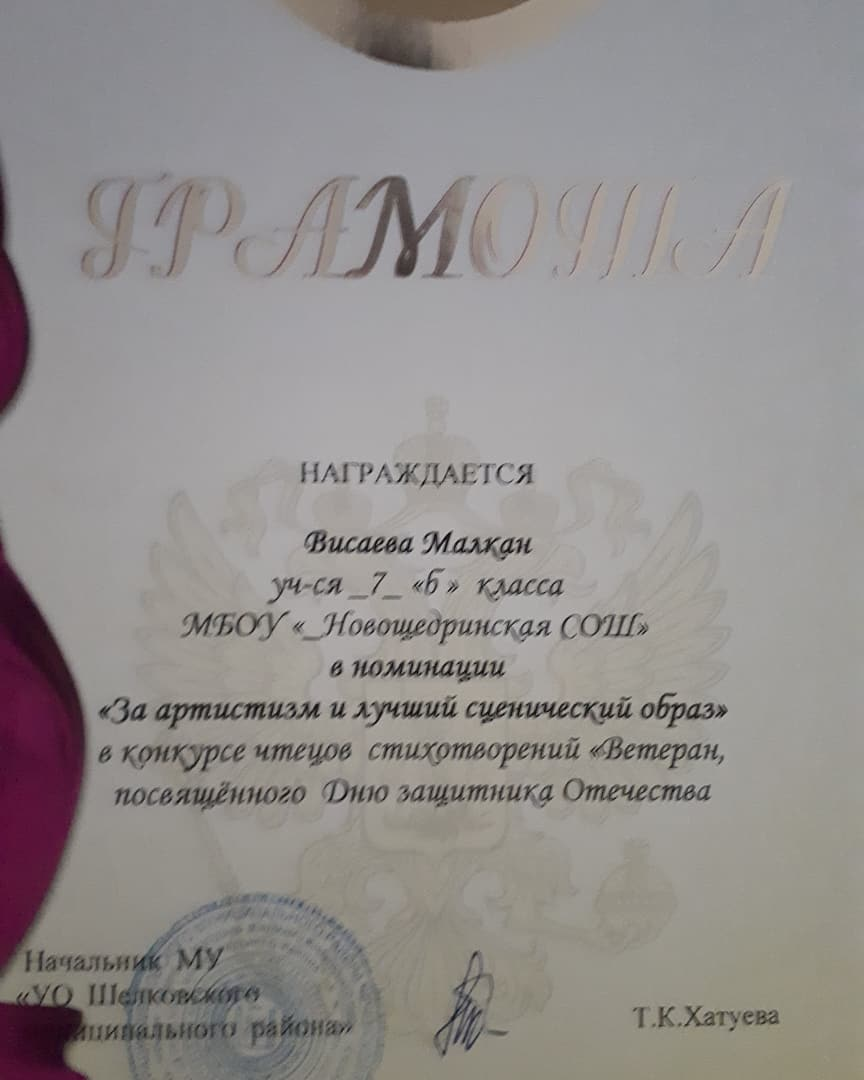 ГРАМОТА
НАГРАЖДАЕТСЯ
Висаева Малкан
уч-ся _7_ «б» класса
МБОУ «_Новощедринская СОШ»
в номинации
«За артистизм и лучший сценический образ»
в конкурсе чтецов стихотворений «Ветеран,
посвящённого Дню защитника Отечества
Начальник МУ
«УО Шелковского
муниципального района»
Т.К.Хатуева